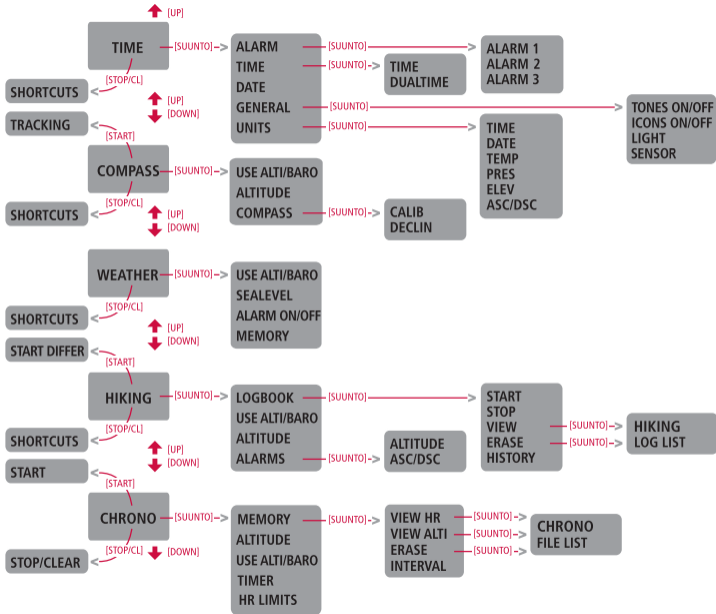 [UP]
TIME
[SUUNTO]
ALARM
TIME
DATE
GENERAL
UNITS
[SUUNTO]
ALARM 1
ALARM 2
ALARM 3
[SUUNTO]
TIME
DUALTIME
[SUUNTO]
TONES ON/OFF
ICONS ON/OFF
LIGHT
SENSOR
[SUUNTO]
TIME
DATE
TEMP
PRES
ELEV
ASC/DSC
[STOP/CL]
SHORTCUTS
[UP]
[DOWN]
TRACKING
[START]
COMPASS
[SUUNTO]
USE ALTI/BARO
ALTITUDE
COMPASS
[SUUNTO]
CALIB
DECLIN
[STOP/CL]
SHORTCUTS
[UP]
[DOWN]
WEATHER
[SUUNTO]
USE ALTI/BARO
SEALEVEL
ALARM ON/OFF
MEMORY
[STOP/CL]
SHORTCUTS
[UP]
[DOWN]
START DIFFER
[START]
HIKING
[SUUNTO]
LOGBOOK
USE ALTI/BARO
ALTITUDE
ALARMS
[SUUNTO]
START
STOP
VIEW
ERASE
HISTORY
[SUUNTO]
[SUUNTO]
HIKING
LOG LIST
[SUUNTO]
ALTITUDE
ASC/DSC
[STOP/CL]
SHORTCUTS
[UP]
[DOWN]
START
[START]
CHRONO
[SUUNTO]
MEMORY
ALTITUDE
USE ALTI/BARO
TIMER
HR LIMITS
[SUUNTO]
VIEW HR
VIEW ALTI
ERASE
INTERVAL
[SUUNTO]
[SUUNTO]
[SUUNTO]
CHRONO
FILE LIST
[STOP/CL]
STOP/CLEAR
[DOWN]